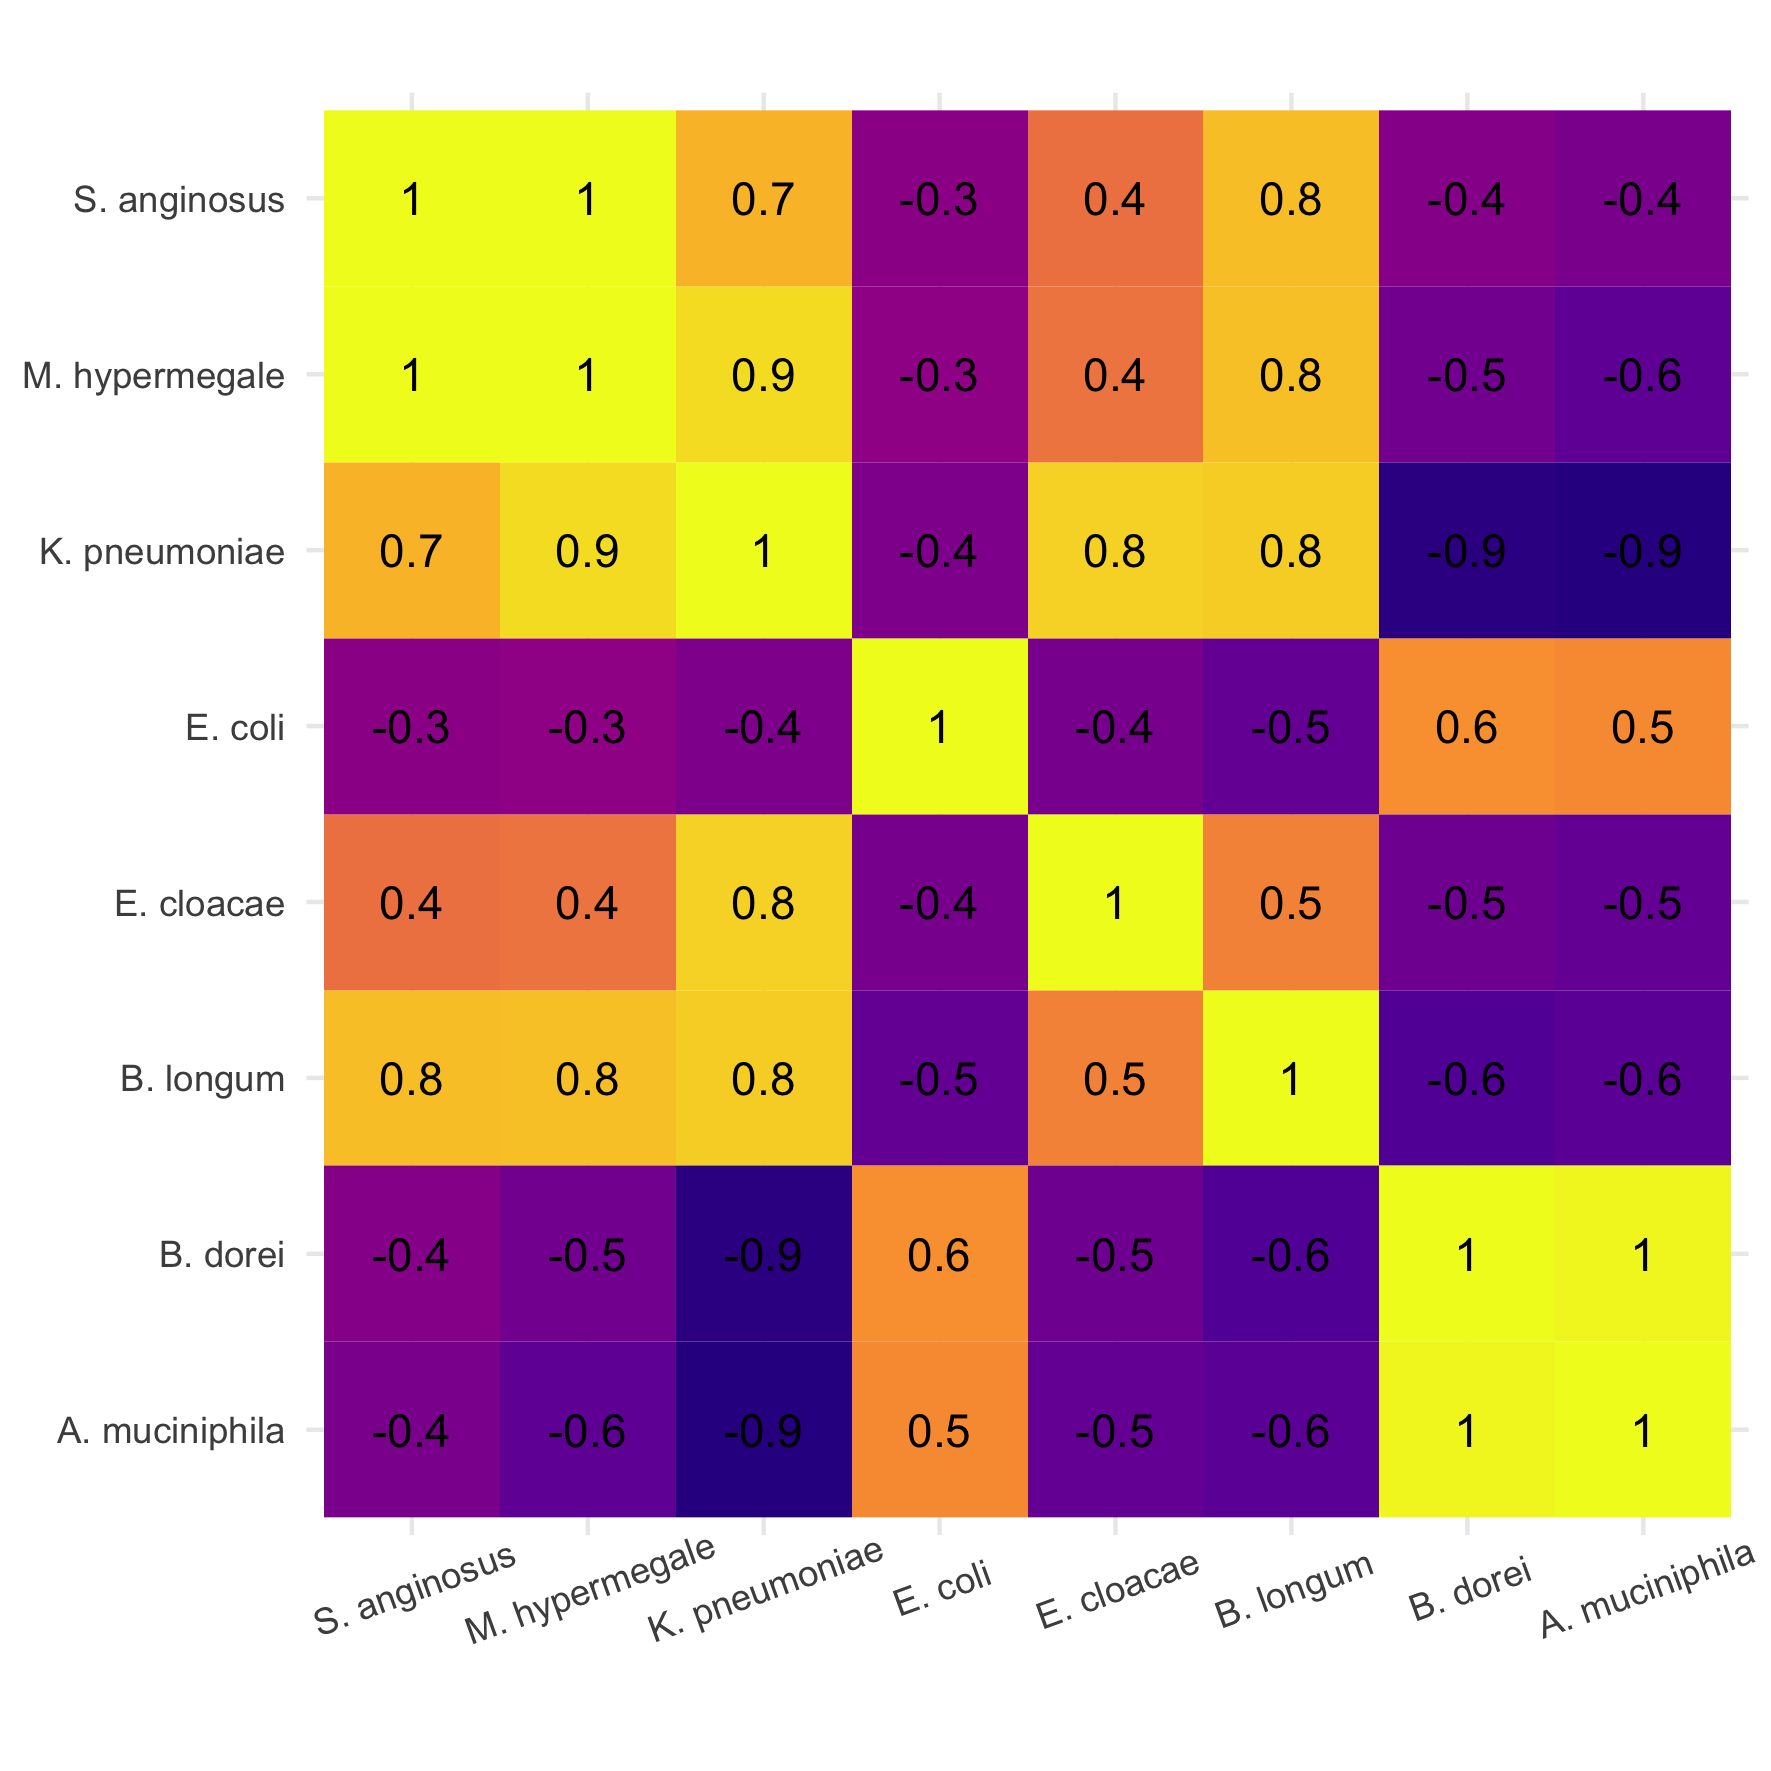 S. anginosus 1 1 0.7 -0.3 0.4 0.8 -0.4 -0.4
M. hypermegale 1 1 0.9 -0.3 0.4 0.8 -0.5 -0.6
K. pneumoniae 0.7 0.9 1 -0.4 0.8 0.8 -0.9 -0.9
E. coli -0.3 -0.3 -0.4 1 -0.4 -0.5 0.6 0.5
E. cloacae 0.4 0.4 0.8 -0.4 1 0.5 -0.5 -0.5
B. longum 0.8 0.8 0.8 -0.5 0.5 1 -0.6 -0.6
B. dorei -0.4 -0.5 -0.9 0.6 -0.5 -0.6 1 1
A. muciniphila -0.4 -0.6 -0.9 0.5 -0.5 -0.6 1 1
S. anginosus M. hypermegale K. pneumoniae E. coli E. cloacae B. longum B. dorei A. muciniphila